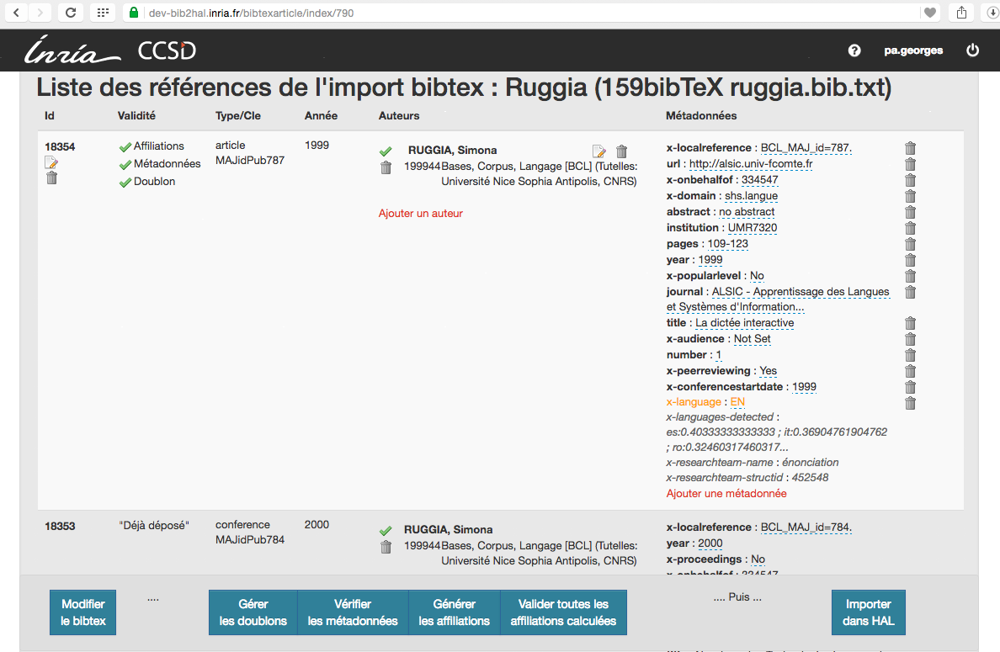 dev-bib2hal.inria.fr/bibtexarticle/index/790
Inria CCSD ? pa.georges
Liste des références de l'import bibtex : Ruggia (159bibTeX ruggia.bib.txt)
Id Validité Type/Cle Année Auteurs Métadonnées
18354
Affiliations
Métadonnées
Doublon
article
MAJidPub787
1999
RUGGIA, Simona
199944 Bases, Corpus, Langage [BCL] (Tutelles:
Université Nice Sophia Antipolis, CNRS)
Ajouter un auteur
x-localreference : BCL_MAJ_id=787.
url : http://alsic.univ-fcomte.fr
x-onbehalfof : 334547
x-domain : shs.langue
abstract : no abstract
institution : UMR7320
pages : 109-123
year : 1999
x-popularlevel : No
journal : ALSIC - Apprentissage des Langues
et Systèmes d'Information...
title : La dictée interactive
x-audience : Not Set
number : 1
x-peerreviewing : Yes
x-conferencestartdate : 1999
x-language : EN
x-languages-detected :
es:0.40333333333333 ; it:0.36904761904762
; ro:0.32460317460317...
x-researchteam-name : énonciation
x-researchteam-structid : 452548
Ajouter une métadonnée
18353
"Déjà déposé"
conference
MAJidPub784
2000
RUGGIA, Simona
199944 Bases, Corpus, Langage [BCL] (Tutelles:
Université Nice Sophia Antipolis, CNRS)
x-localreference : BCL_MAJ_id=784.
year : 2000
x-proceedings : No
x-onbehalfof : 334547
Modifier
le bibtex
....
Gérer
les doublons
Vérifier
les métadonnées
Générer
les affiliations
Valider toutes les
affiliations calculées
.... Puis ...
Importer
dans HAL